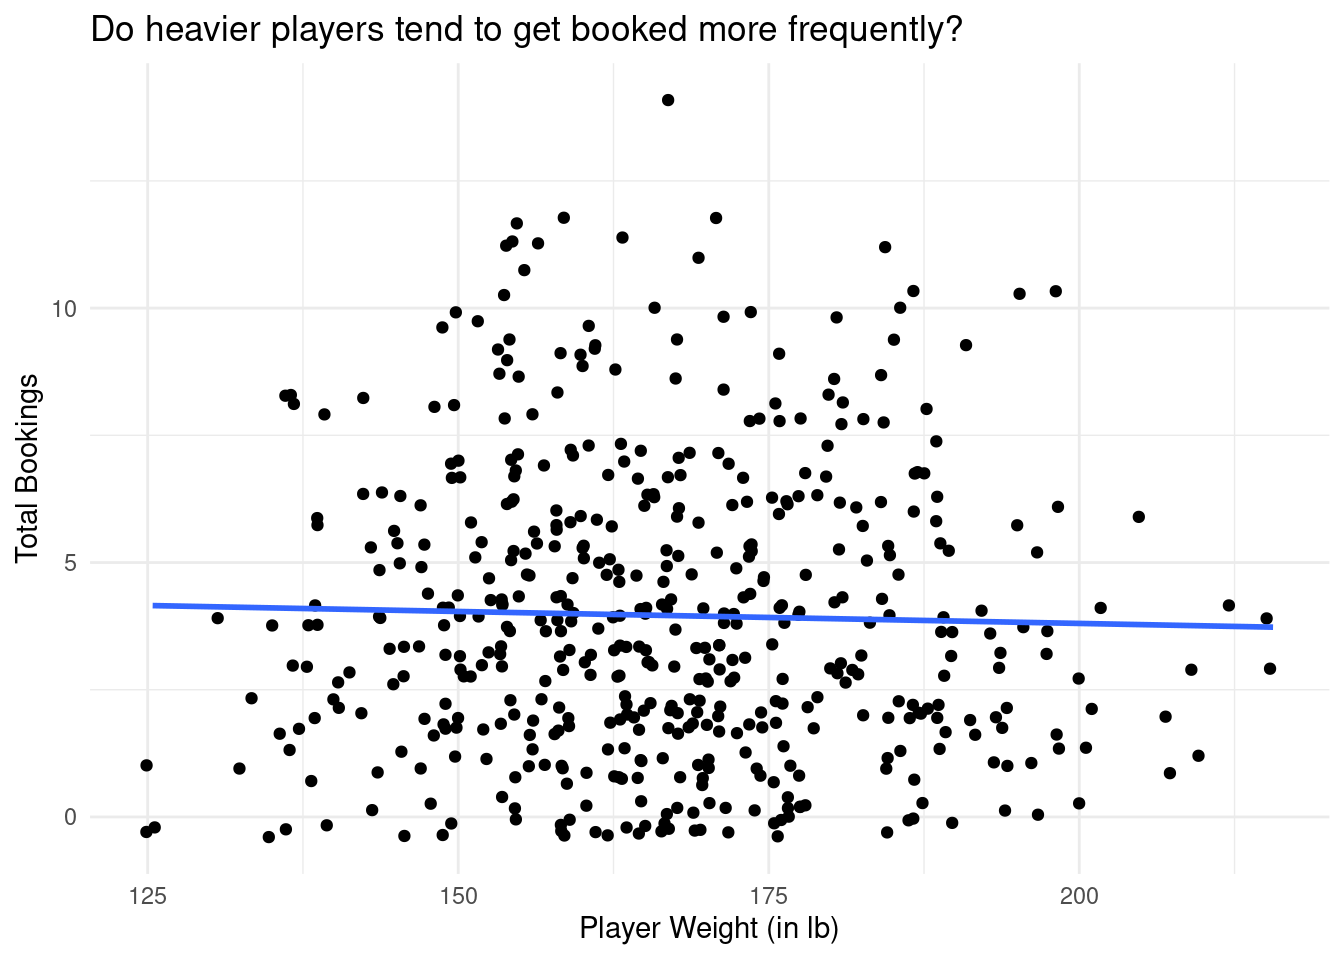 Do heavier players tend to get booked more frequently?
10
5
0
Total Bookings
125 150 175 200
Player Weight (in lb)